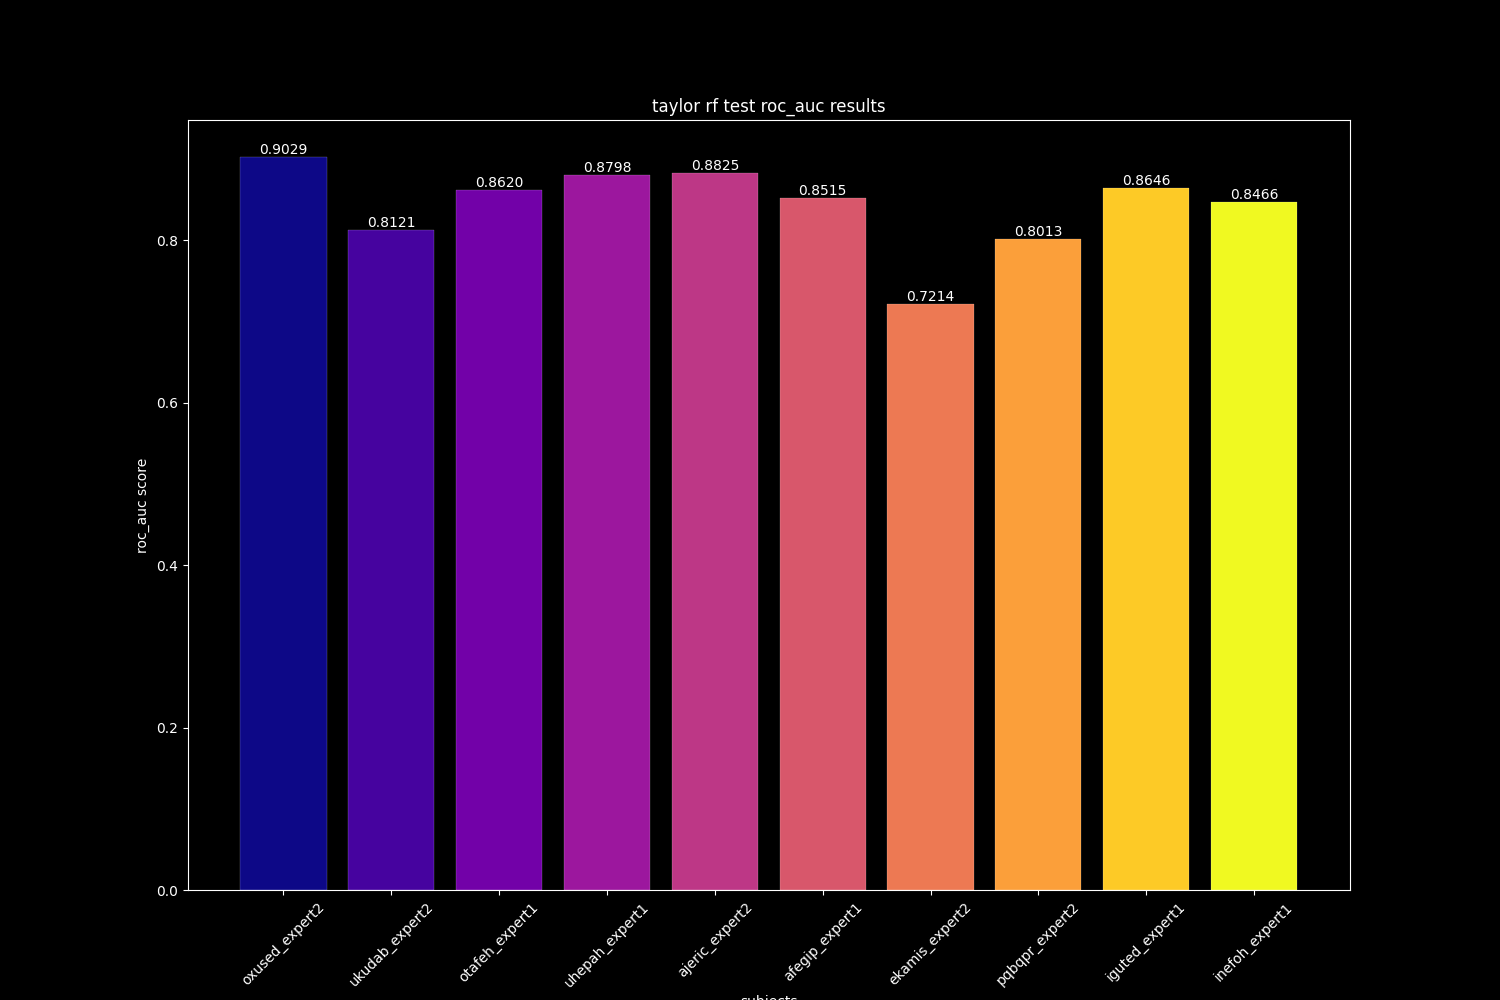 taylor rf test roc_auc results
0.9029
0.8121
0.8620
0.8798
0.8825
0.8515
0.7214
0.8013
0.8646
0.8466
0.8
0.6
0.4
0.2
0.0
roc_auc score
oxused_expert2
ukudab_expert2
otafeh_expert1
uhepah_expert1
ajeric_expert2
afegip_expert1
ekamis_expert2
pqbqpr_expert2
iguted_expert1
inefoh_expert1
subjects